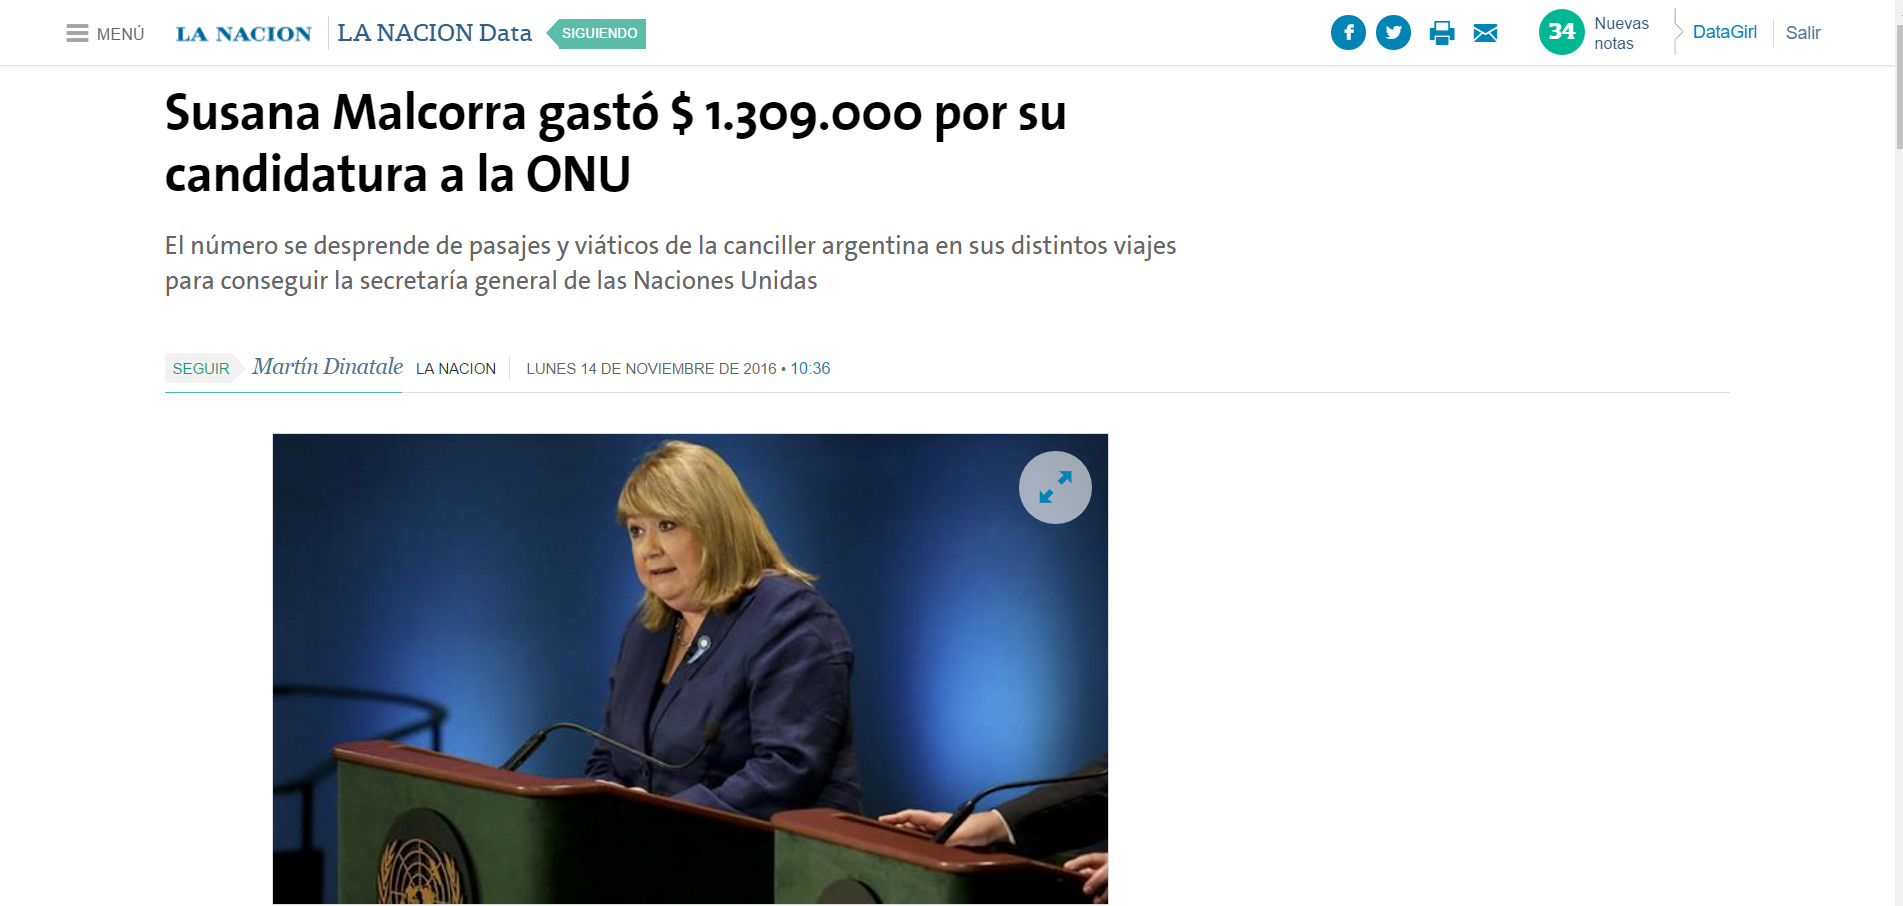 MENÚ
LA NACION
LA NACION Data
SIGUIENDO
34
Nuevas
notas
DataGirl
Salir
Susana Malcorra gastó $ 1.309.000 por su
candidatura a la ONU
El número se desprende de pasajes y viáticos de la canciller argentina en sus distintos viajes
para conseguir la secretaría general de las Naciones Unidas
SEGUIR Martín Dinatale LA NACION LUNES 14 DE NOVIEMBRE DE 2016 • 10:36